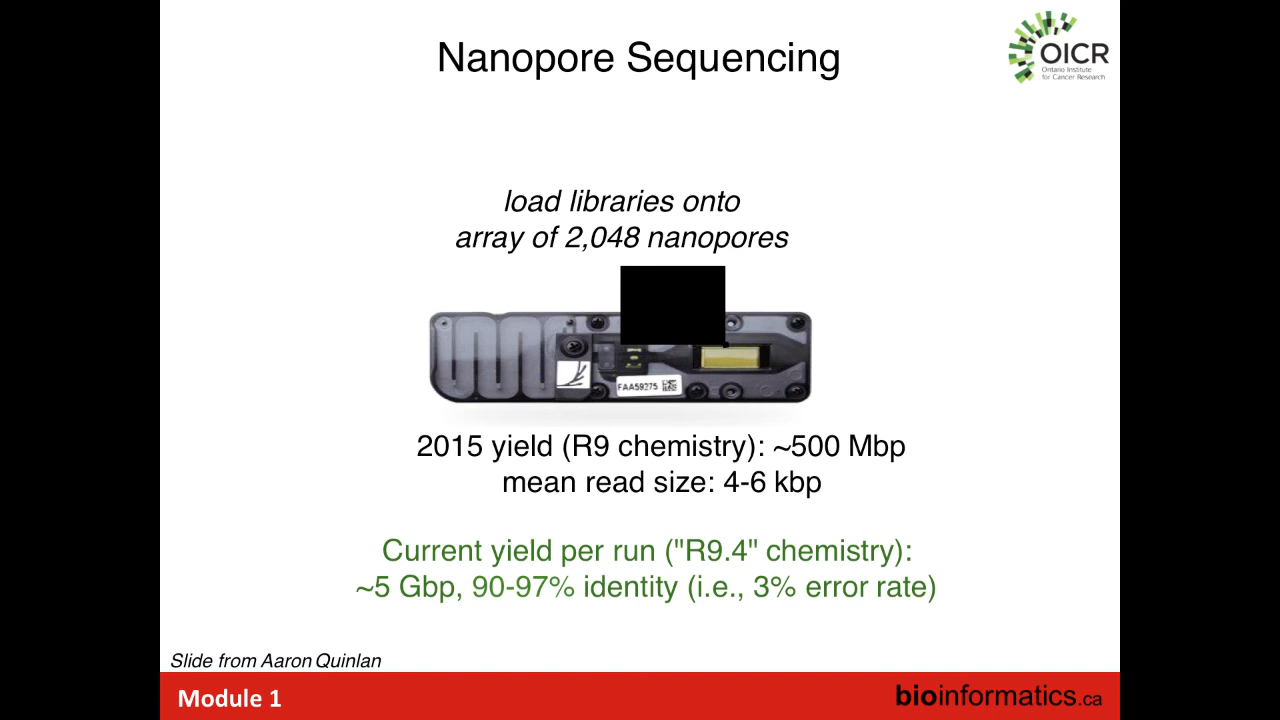 Nanopore Sequencing
OICR
Ontario Institute
for Cancer Research
load libraries onto
array of 2,048 nanopores
FAA59275
2015 yield (R9 chemistry): ~500 Mbp
mean read size: 4-6 kbp
Current yield per run ("R9.4" chemistry):
~5 Gbp, 90-97% identity (i.e., 3% error rate)
Slide from Aaron Quinlan
Module 1
bioinformatics.ca